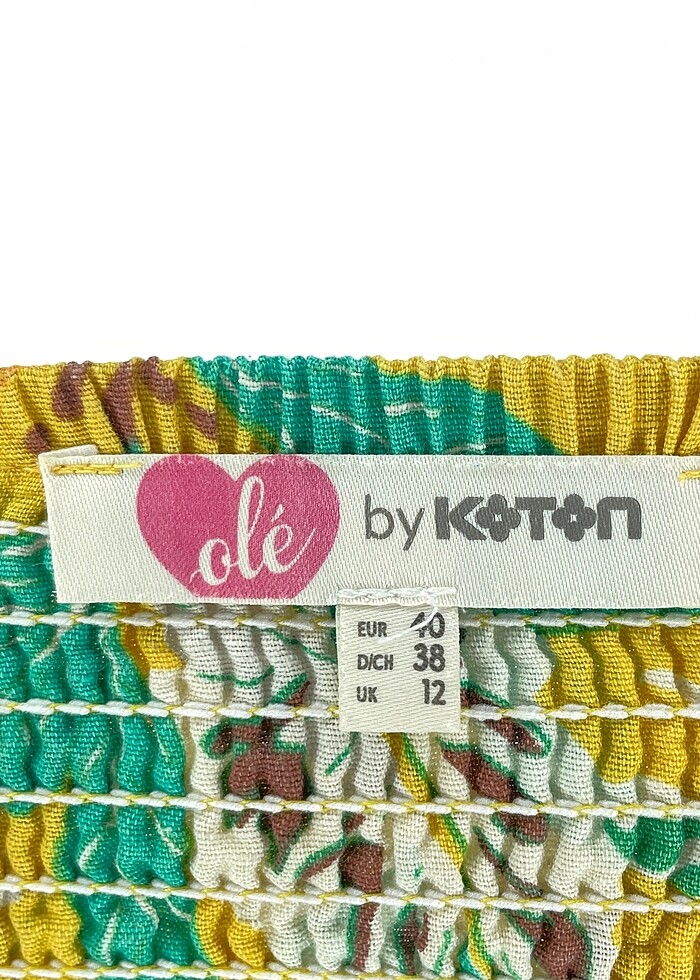 olé by KOTON
EUR 40
D/CH 38
UK 12